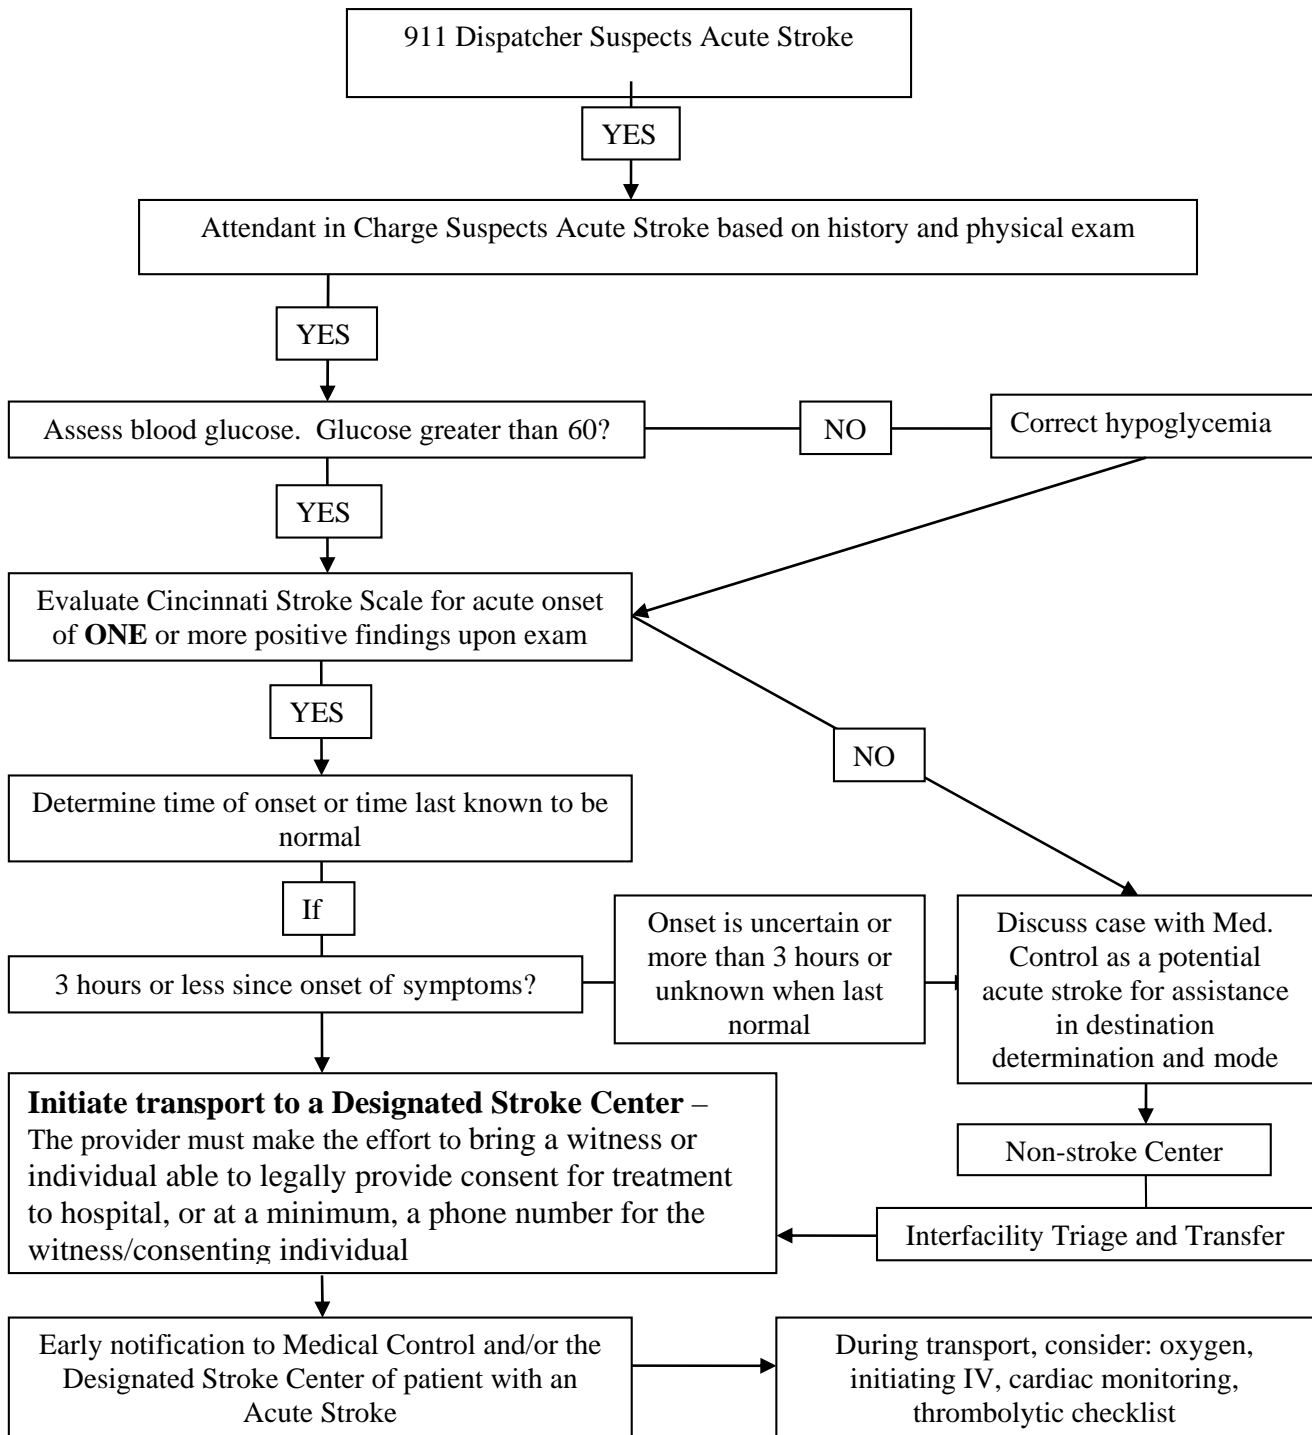 911 Dispatcher Suspects Acute Stroke
YES
Attendant in Charge Suspects Acute Stroke based on history and physical exam
YES
Assess blood glucose.  Glucose greater than 60?
NO
Correct hypoglycemia
YES
Evaluate Cincinnati Stroke Scale for acute onset
of ONE or more positive findings upon exam
YES
NO
Determine time of onset or time last known to be
normal
If
3 hours or less since onset of symptoms?
Onset is uncertain or
more than 3 hours or
unknown when last
normal
Discuss case with Med.
Control as a potential
acute stroke for assistance
in destination
determination and mode
Initiate transport to a Designated Stroke Center –
The provider must make the effort to bring a witness or
individual able to legally provide consent for treatment
to hospital, or at a minimum, a phone number for the
witness/consenting individual
Non-stroke Center
Interfacility Triage and Transfer
Early notification to Medical Control and/or the
Designated Stroke Center of patient with an
Acute Stroke
During transport, consider: oxygen,
initiating IV, cardiac monitoring,
thrombolytic checklist